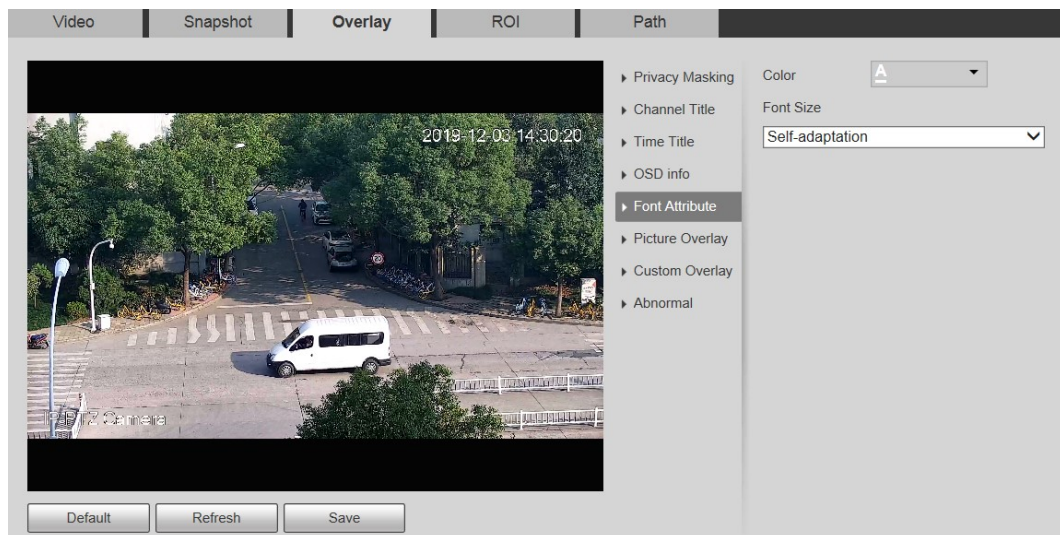 Video Snapshot Overlay ROI Path
2019-12-03 14:30:20
IP PTZ Camera
Privacy Masking
Channel Title
Time Title
OSD info
Font Attribute
Picture Overlay
Custom Overlay
Abnormal
Color A
Font Size
Self-adaptation
Default Refresh Save